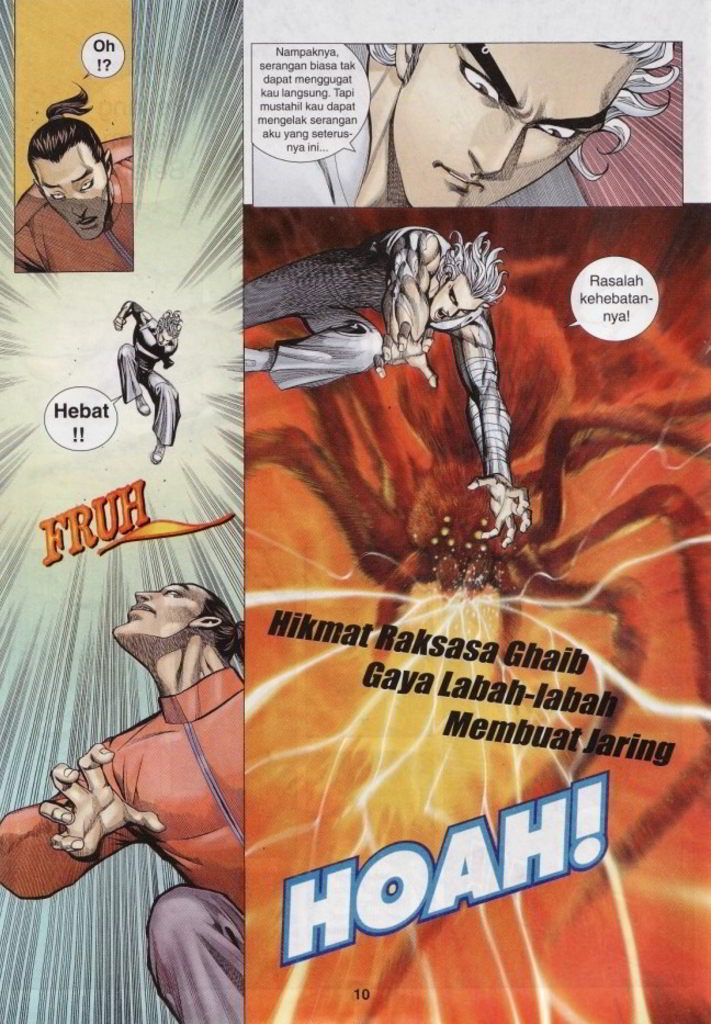 Oh
!?
Hebat
!!
FRUH
Nampaknya,
serangan biasa tak
dapat menggugat
kau langsung. Tapi
mustahil kau dapat
mengelak serangan
aku yang seterus-
nya ini...
Rasalah
kehebatan-
nya!
Hikmat Raksasa Ghaib
Gaya Labah-labah
Membuat Jaring
HOAH!
10